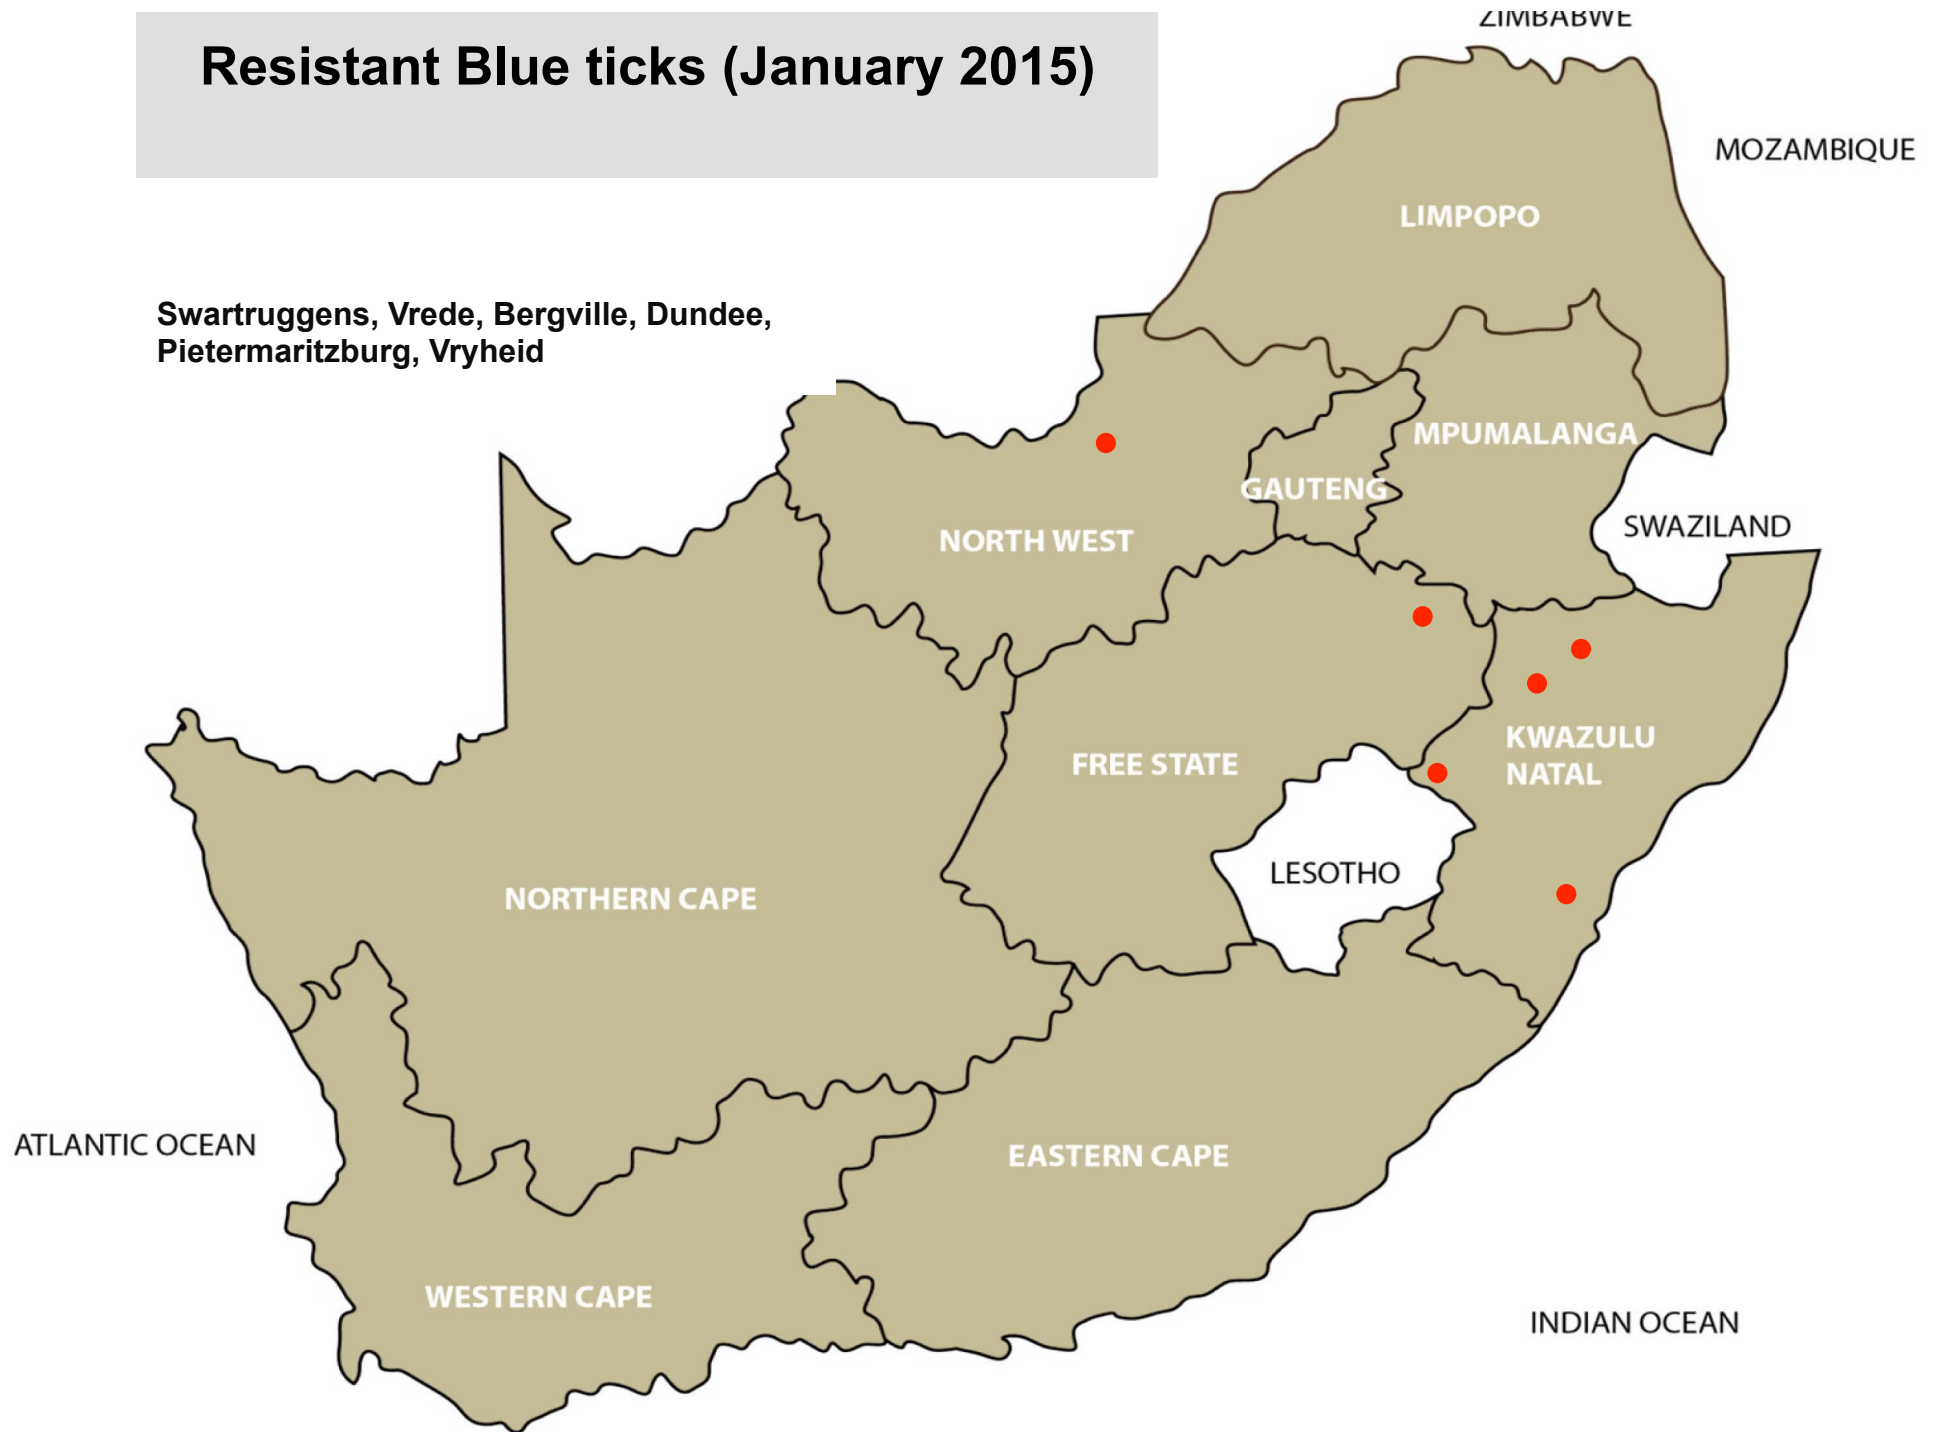 Resistant Blue ticks (January 2015)
ZIMBABWE
MOZAMBIQUE
LIMPOPO
Swartruggens, Vrede, Bergville, Dundee,
Pietermaritzburg, Vryheid
MPUMALANGA
GAUTENG
SWAZILAND
NORTH WEST
KWAZULU
NATAL
FREE STATE
LESOTHO
NORTHERN CAPE
ATLANTIC OCEAN
EASTERN CAPE
WESTERN CAPE
INDIAN OCEAN